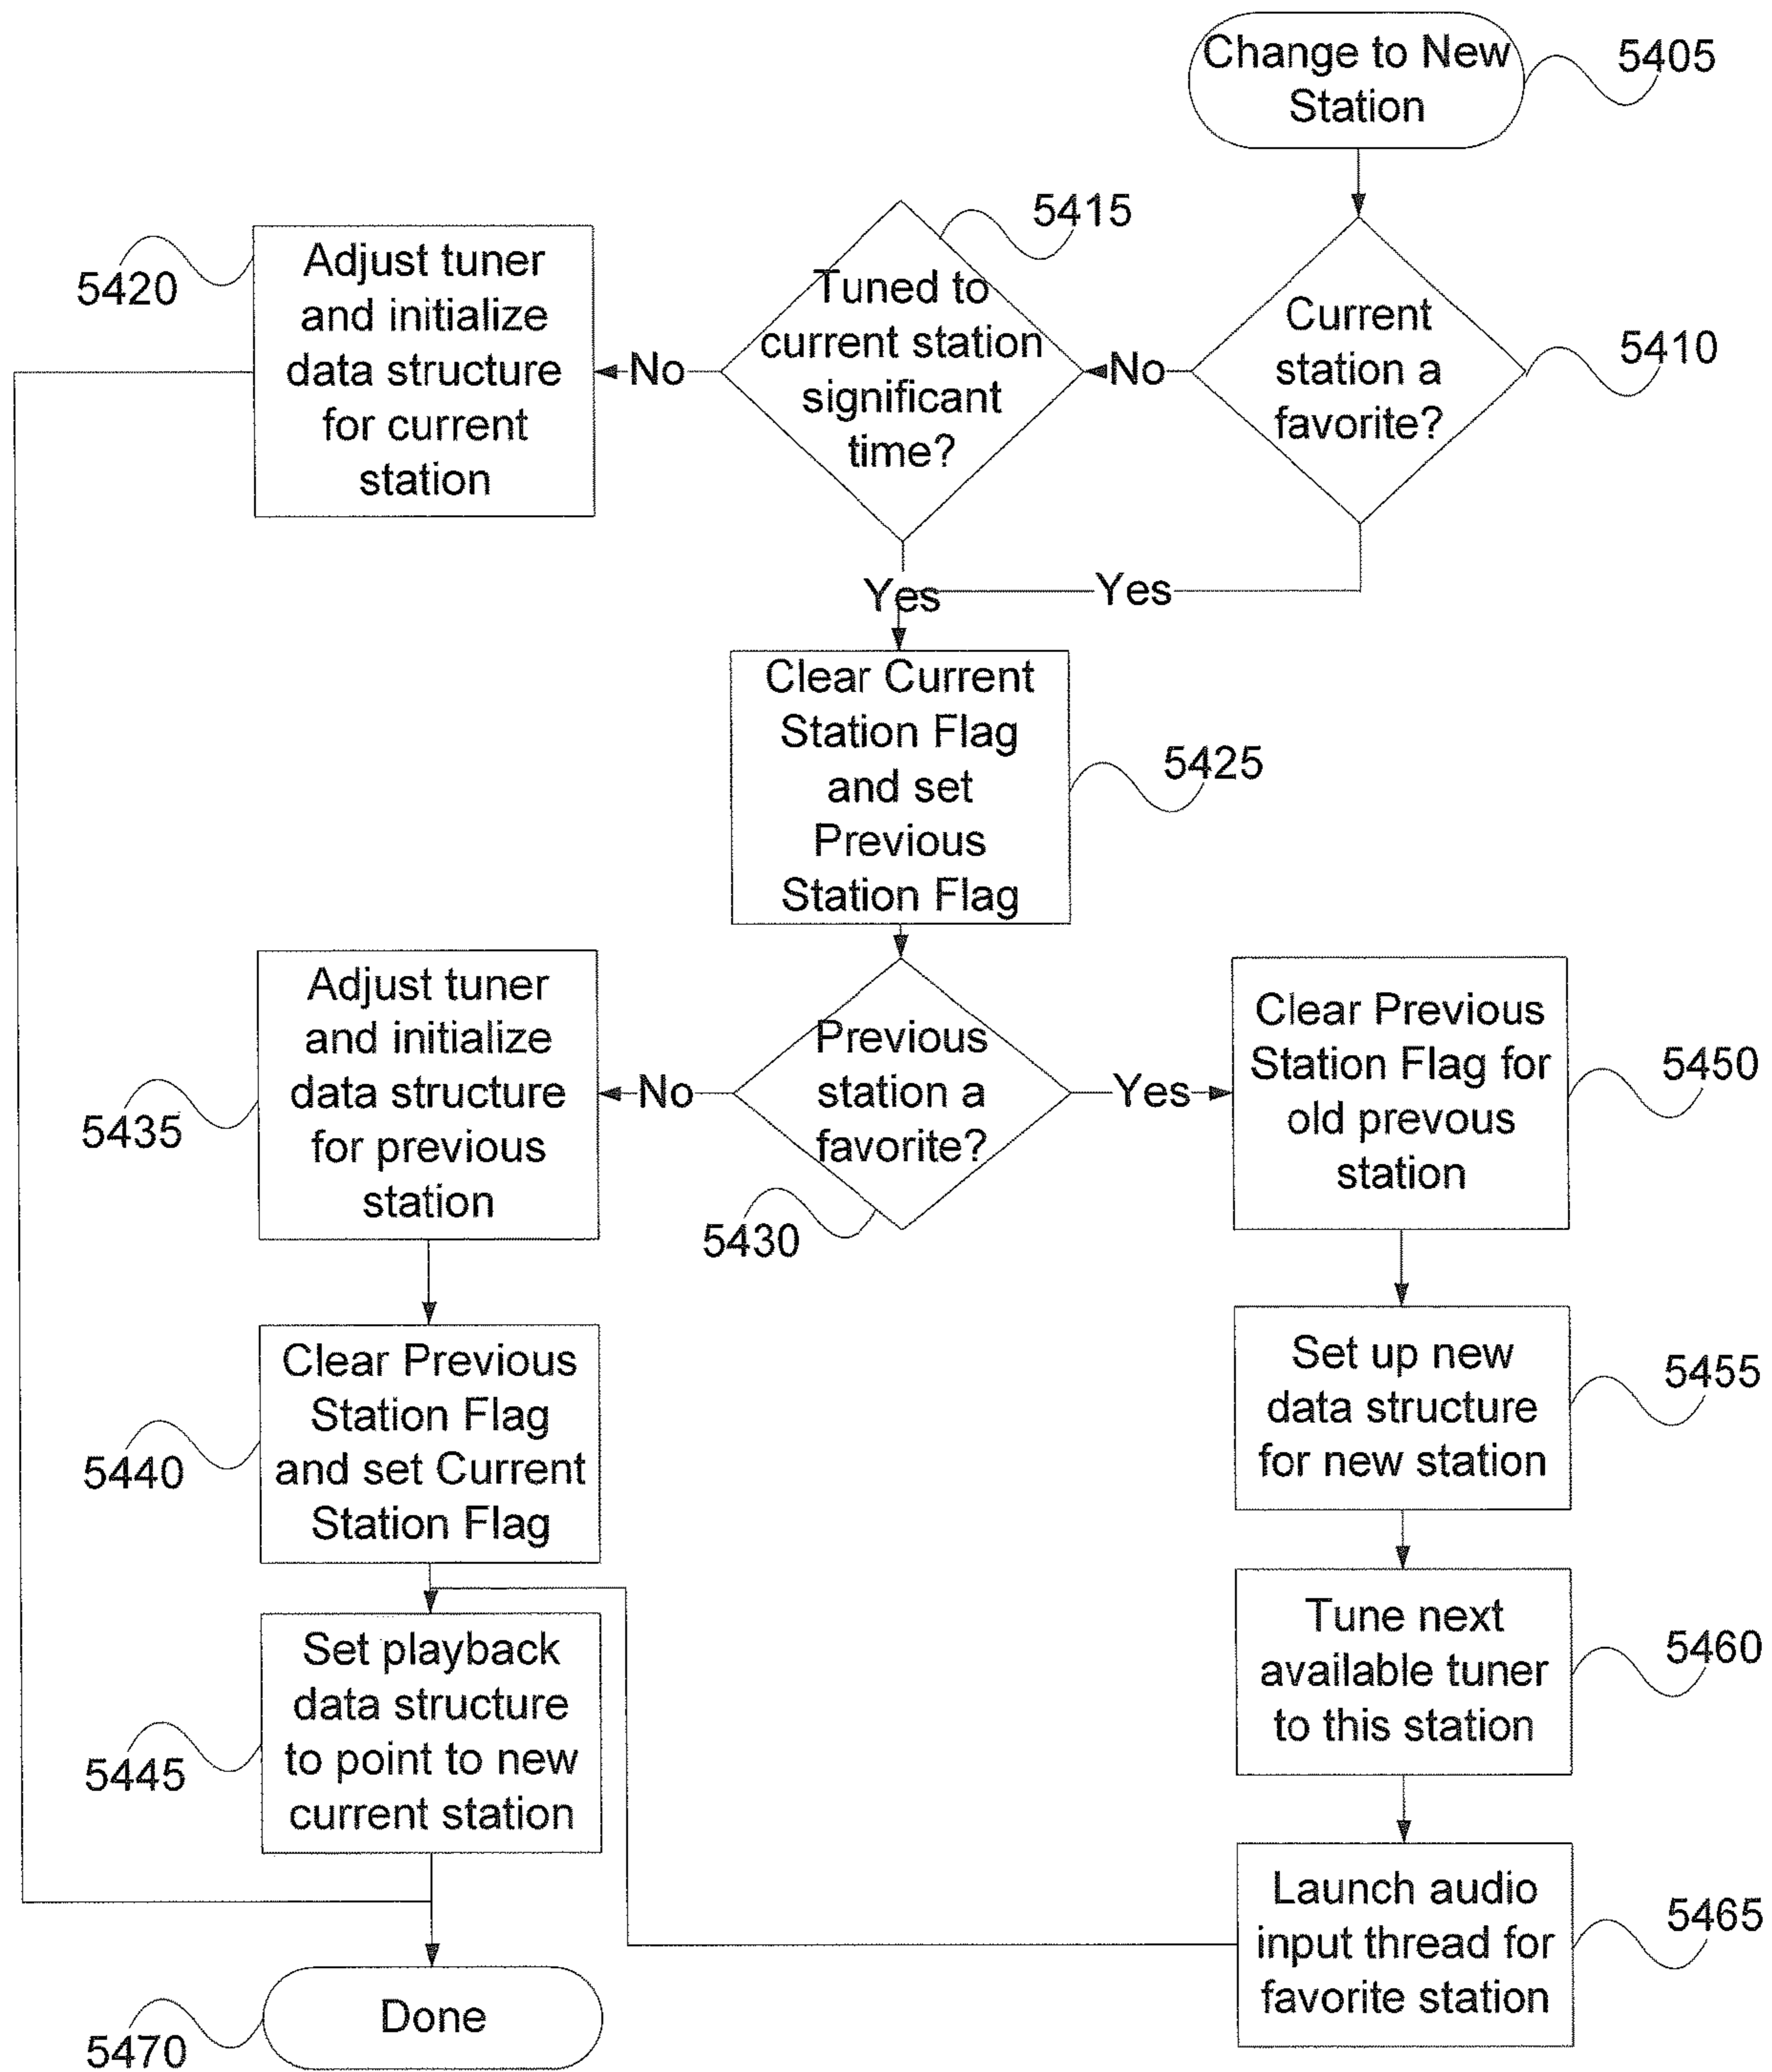 Change to New
Station
5405
5415
5420
Adjust tuner
and initialize
data structure
for current
station
No
Tuned to
current station
significant
time?
No
Current
station a
favorite?
5410
Yes
Yes
Clear Current
Station Flag
and set
Previous
Station Flag
5425
Adjust tuner
and initialize
data structure
for previous
station
5435
No
Previous
station a
favorite?
5430
Yes
Clear Previous
Station Flag for
old prevous
station
5450
Clear Previous
Station Flag
and set Current
Station Flag
5440
Set up new
data structure
for new station
5455
Set playback
data structure
to point to new
current station
5445
Tune next
available tuner
to this station
5460
Launch audio
input thread for
favorite station
5465
Done
5470